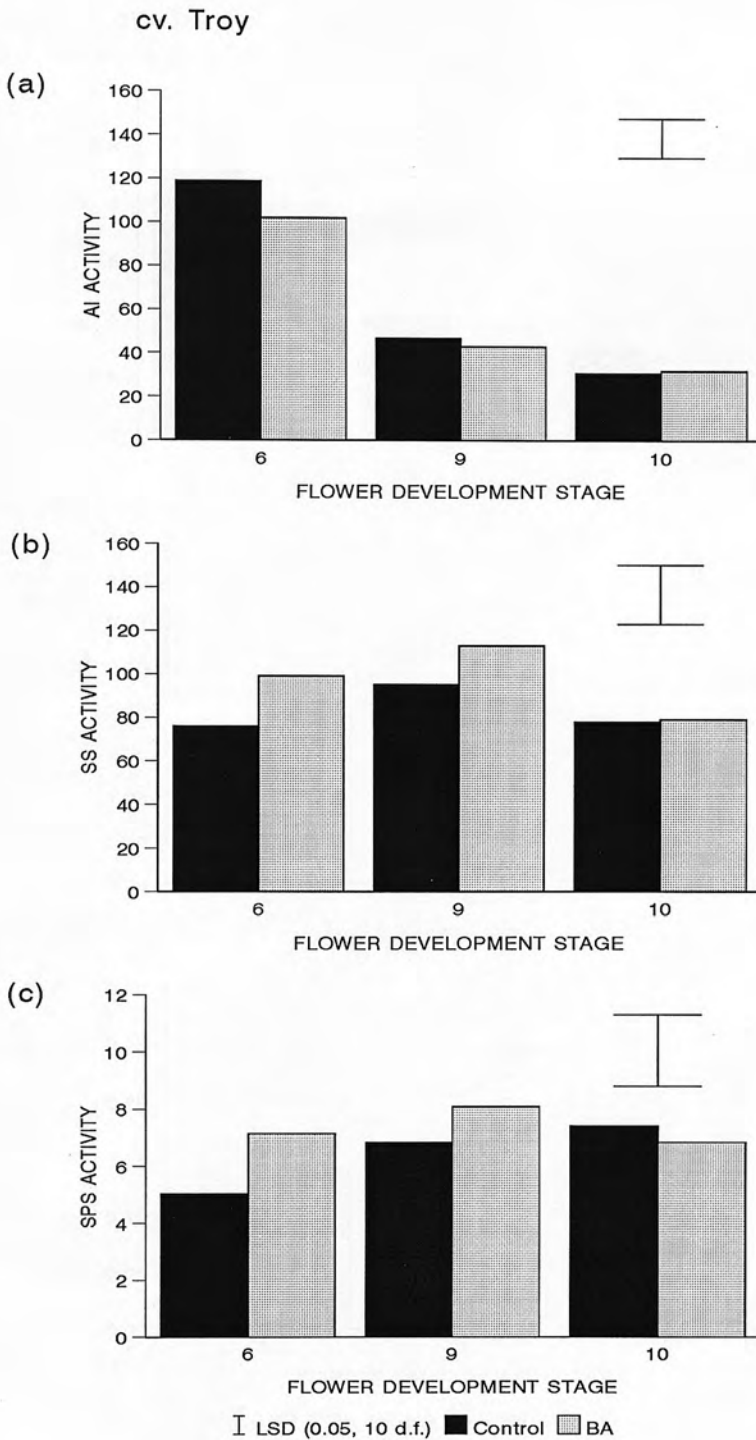 cv. Troy
(a)
160
140
120
100
80
60
40
20
0
AI ACTIVITY
6 9 10
FLOWER DEVELOPMENT STAGE
(b)
160
140
120
100
80
60
40
20
0
SS ACTIVITY
6 9 10
FLOWER DEVELOPMENT STAGE
(c)
12
10
8
6
4
2
0
SPS ACTIVITY
6 9 10
FLOWER DEVELOPMENT STAGE
LSD (0.05, 10 d.f.) Control BA